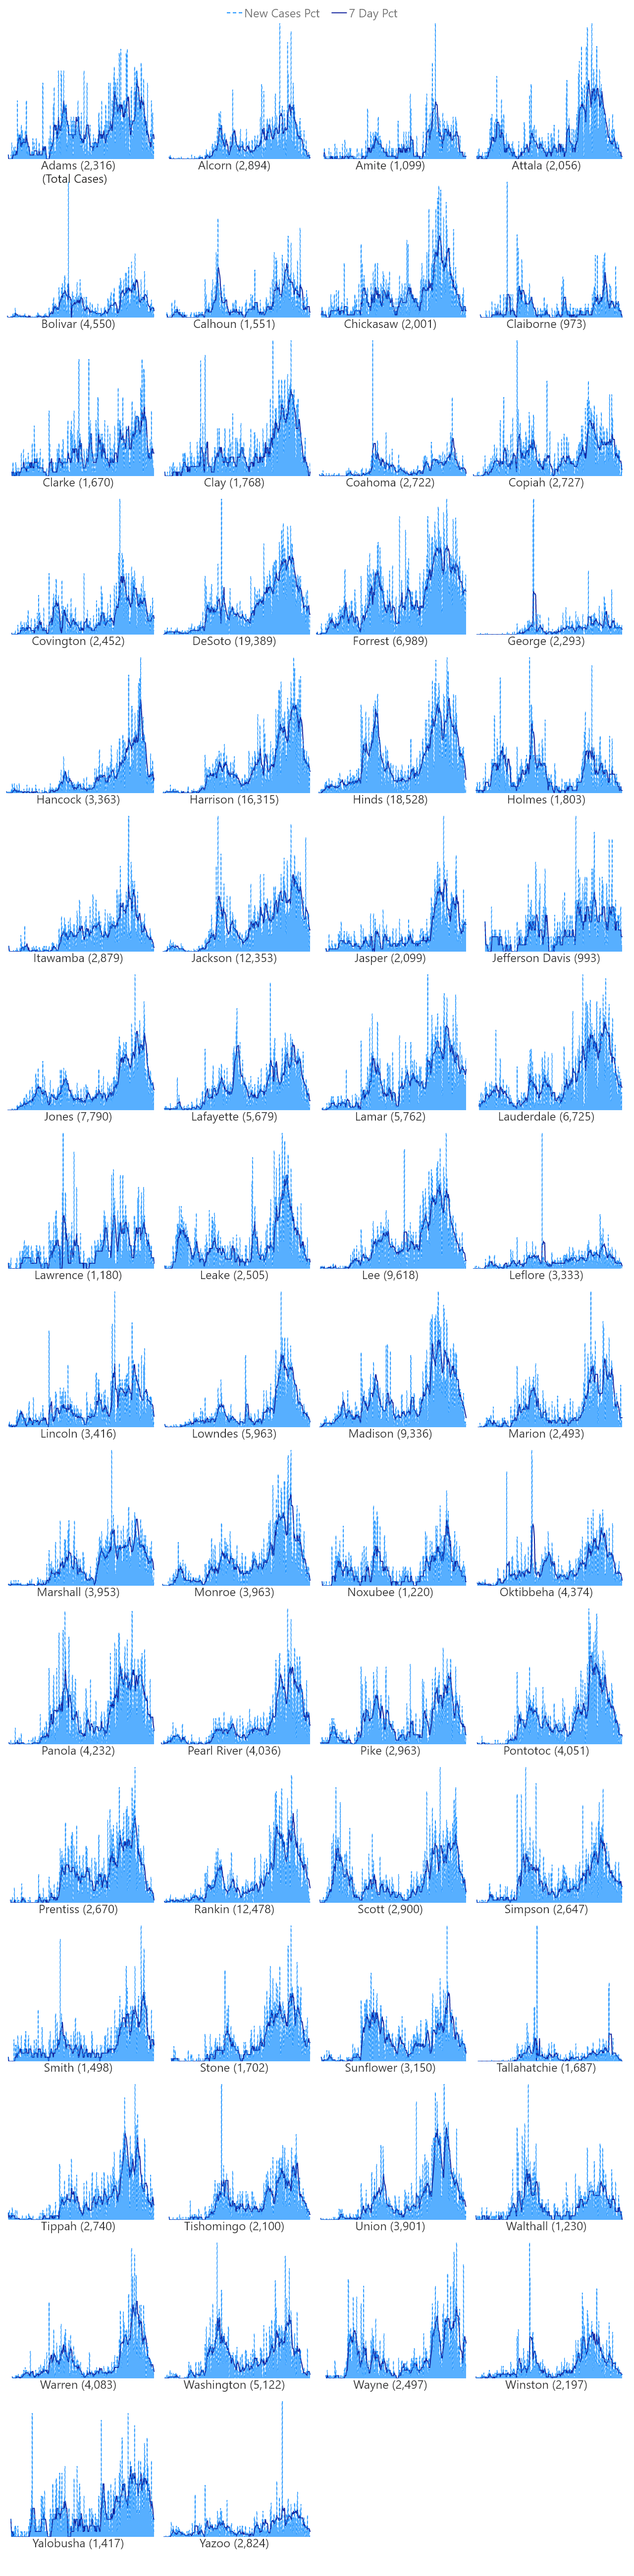 New Cases Pct 7 Day Pct
Adams (2,316) Alcorn (2,894) Amite (1,099) Attala (2,056)
(Total Cases)
Bolivar (4,550) Calhoun (1,551) Chickasaw (2,001) Claiborne (973)
Clarke (1,670) Clay (1,768) Coahoma (2,722) Copiah (2,727)
Covington (2,452) DeSoto (19,389) Forrest (6,989) George (2,293)
Hancock (3,363) Harrison (16,315) Hinds (18,528) Holmes (1,803)
Itawamba (2,879) Jackson (12,353) Jasper (2,099) Jefferson Davis (993)
Jones (7,790) Lafayette (5,679) Lamar (5,762) Lauderdale (6,725)
Lawrence (1,180) Leake (2,505) Lee (9,618) Leflore (3,333)
Lincoln (3,416) Lowndes (5,963) Madison (9,336) Marion (2,493)
Marshall (3,953) Monroe (3,963) Noxubee (1,220) Oktibbeha (4,374)
Panola (4,232) Pearl River (4,036) Pike (2,963) Pontotoc (4,051)
Prentiss (2,670) Rankin (12,478) Scott (2,900) Simpson (2,647)
Smith (1,498) Stone (1,702) Sunflower (3,150) Tallahatchie (1,687)
Tippah (2,740) Tishomingo (2,100) Union (3,901) Walthall (1,230)
Warren (4,083) Washington (5,122) Wayne (2,497) Winston (2,197)
Yalobusha (1,417) Yazoo (2,824)